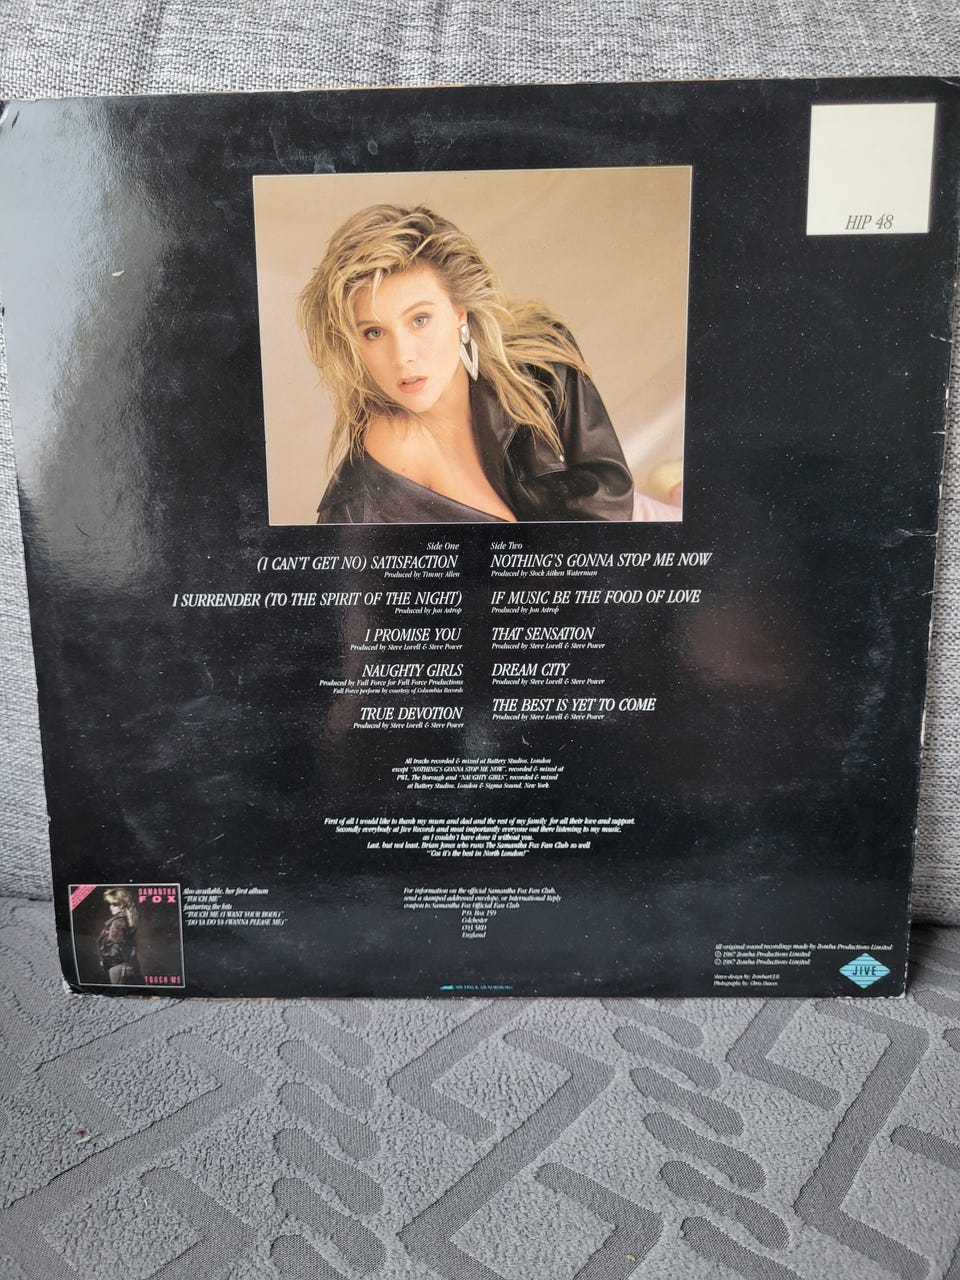 HIP 48
Side One
(I CAN'T GET NO) SATISFACTION
Produced by Timmy Allen
I SURRENDER (TO THE SPIRIT OF THE NIGHT)
Produced by Jon Astrop
I PROMISE YOU
Produced by Steve Lovell & Steve Power
NAUGHTY GIRLS
Produced by Full Force for Full Force Productions
Full Force perform by courtesy of Columbia Records
TRUE DEVOTION
Produced by Steve Lovell & Steve Power
Side Two
NOTHING'S GONNA STOP ME NOW
Produced by Stock Aitken Waterman
IF MUSIC BE THE FOOD OF LOVE
Produced by Jon Astrop
THAT SENSATION
Produced by Steve Lovell & Steve Power
DREAM CITY
Produced by Steve Lovell & Steve Power
THE BEST IS YET TO COME
Produced by Steve Lovell & Steve Power
All tracks recorded & mixed at Battery Studios, London
except "NOTHING'S GONNA STOP ME NOW", recorded & mixed at
PWL, The Borough and "NAUGHTY GIRLS", recorded & mixed
at Battery Studios, London & Sigma Sound, New York.
First of all I would like to thank my mum and dad and the rest of my family for all their love and support.
Secondly everybody at Jive Records and most importantly everyone out there listening to my music,
as I couldn't have done it without you.
Last, but not least, Brian Jones who runs The Samantha Fox Fan Club so well
"'Cos it's the best in North London!"
SAMANTHA
FOX
TOUCH ME
Also available, her first album
"TOUCH ME"
featuring the hits
"TOUCH ME (I WANT YOUR BODY)"
"DO YA DO YA (WANNA PLEASE ME)"
For information on the official Samantha Fox Fan Club,
send a stamped addressed envelope, or International Reply
coupon to Samantha Fox Official Fan Club
P.O. Box 159
Colchester
CO3 5RD
England
All original sound recordings made by Zomba Productions Limited
Ⓟ 1987 Zomba Productions Limited
© 1987 Zomba Productions Limited
Sleeve design by: Zombart J.E.
Photography by: Chris Davies.
JIVE